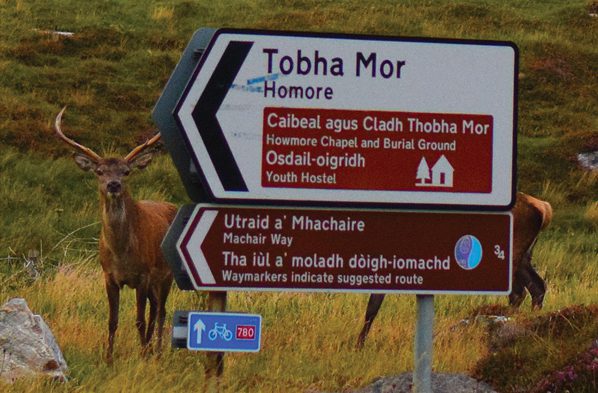 Tobha Mor
Homore
Caibeal agus Cladh Thobha Mor
Howmore Chapel and Burial Ground
Osdail-oigridh
Youth Hostel
Utraid a' Mhachaire
Machair Way
Tha iùl a' moladh dòigh-iomachd
Waymarkers indicate suggested route
3/4
780